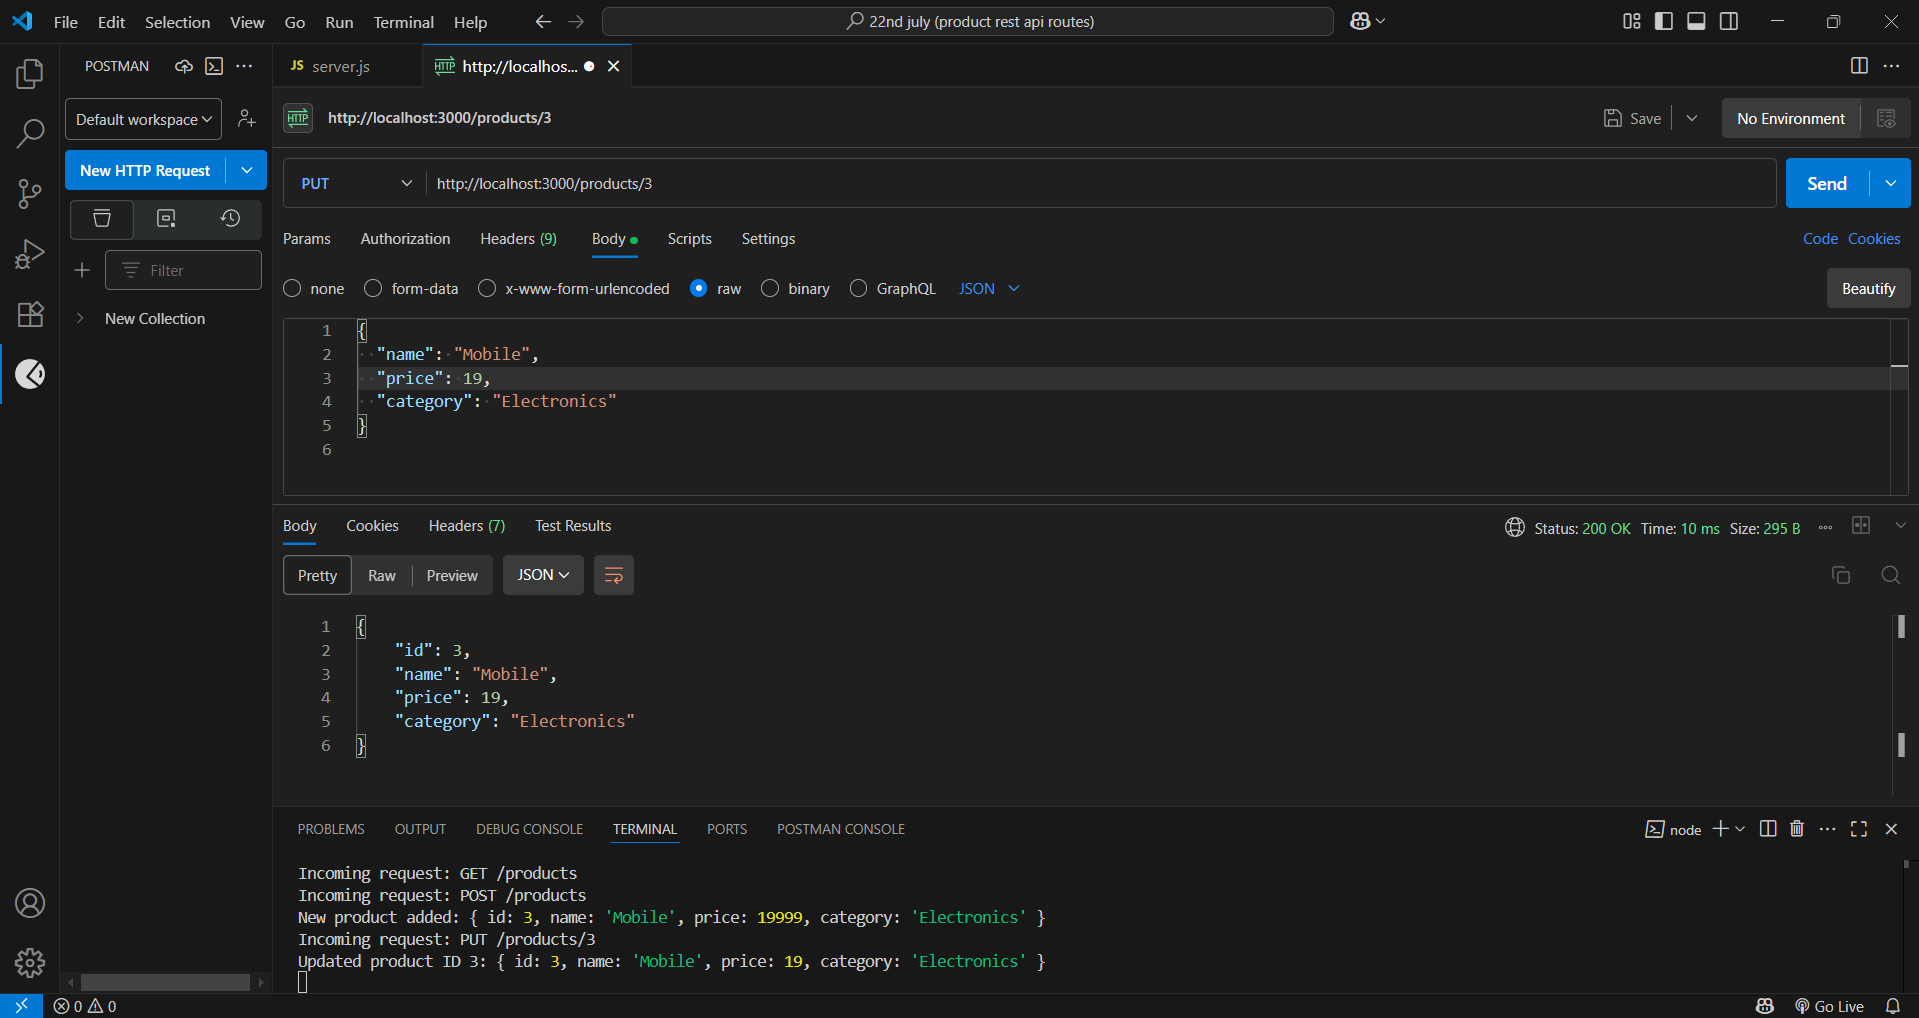 File Edit Selection View Go Run Terminal Help
22nd july (product rest api routes)
POSTMAN
JS server.js
HTTP http://localhos...
Default workspace
HTTP http://localhost:3000/products/3
Save
No Environment
New HTTP Request
PUT
http://localhost:3000/products/3
Send
Params Authorization Headers (9) Body Scripts Settings
Code Cookies
Filter
none form-data x-www-form-urlencoded raw binary GraphQL JSON
Beautify
New Collection
1 {
2 "name": "Mobile",
3 "price": 19,
4 "category": "Electronics"
5 }
6
Body Cookies Headers (7) Test Results
Status: 200 OK Time: 10 ms Size: 295 B
Pretty Raw Preview JSON
1 {
2 "id": 3,
3 "name": "Mobile",
4 "price": 19,
5 "category": "Electronics"
6 }
PROBLEMS OUTPUT DEBUG CONSOLE TERMINAL PORTS POSTMAN CONSOLE
node
Incoming request: GET /products
Incoming request: POST /products
New product added: { id: 3, name: 'Mobile', price: 19999, category: 'Electronics' }
Incoming request: PUT /products/3
Updated product ID 3: { id: 3, name: 'Mobile', price: 19, category: 'Electronics' }
0 0
Go Live